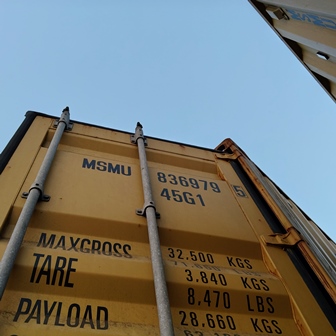 MSMU 836979 5
45G1
MAXGROSS 32.500 KGS
TARE 3.840 KGS
8,470 LBS
PAYLOAD 28.660 KGS